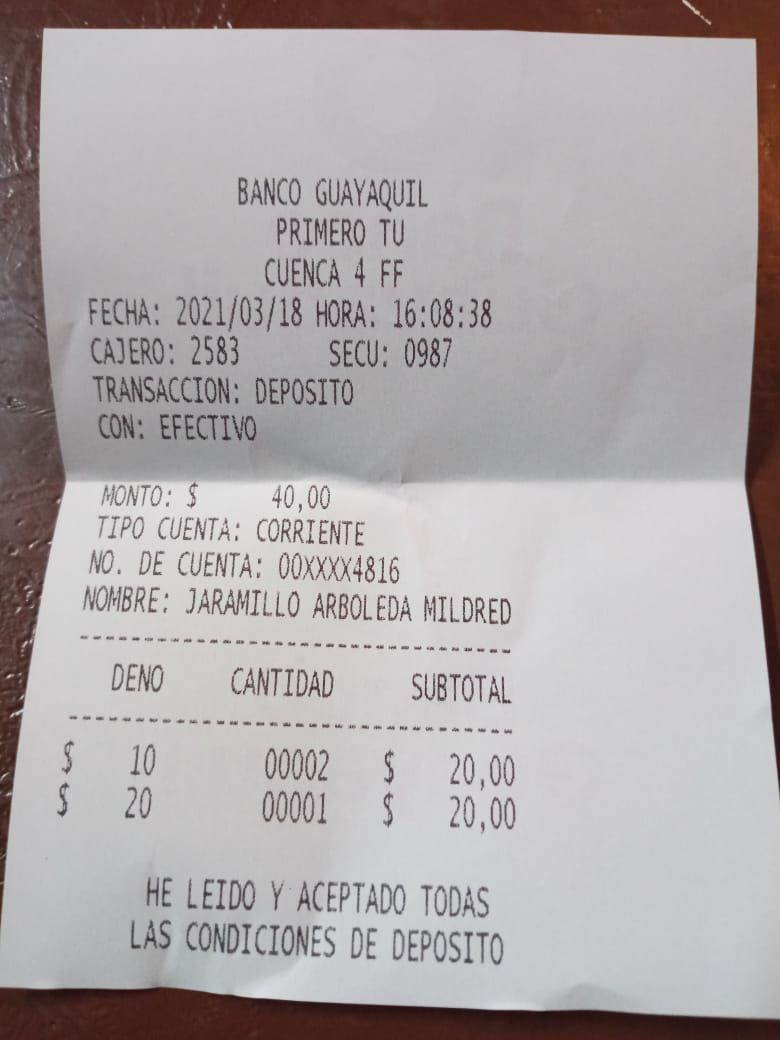 BANCO GUAYAQUIL
PRIMERO TU
CUENCA 4 FF
FECHA: 2021/03/18 HORA: 16:08:38
CAJERO: 2583 SECU: 0987
TRANSACCION: DEPOSITO
CON: EFECTIVO
MONTO: $ 40,00
TIPO CUENTA: CORRIENTE
NO. DE CUENTA: 00XXXX4816
NOMBRE: JARAMILLO ARBOLEDA MILDRED
DENO CANTIDAD SUBTOTAL
$ 10 00002 $ 20,00
$ 20 00001 $ 20,00
HE LEIDO Y ACEPTADO TODAS
LAS CONDICIONES DE DEPOSITO